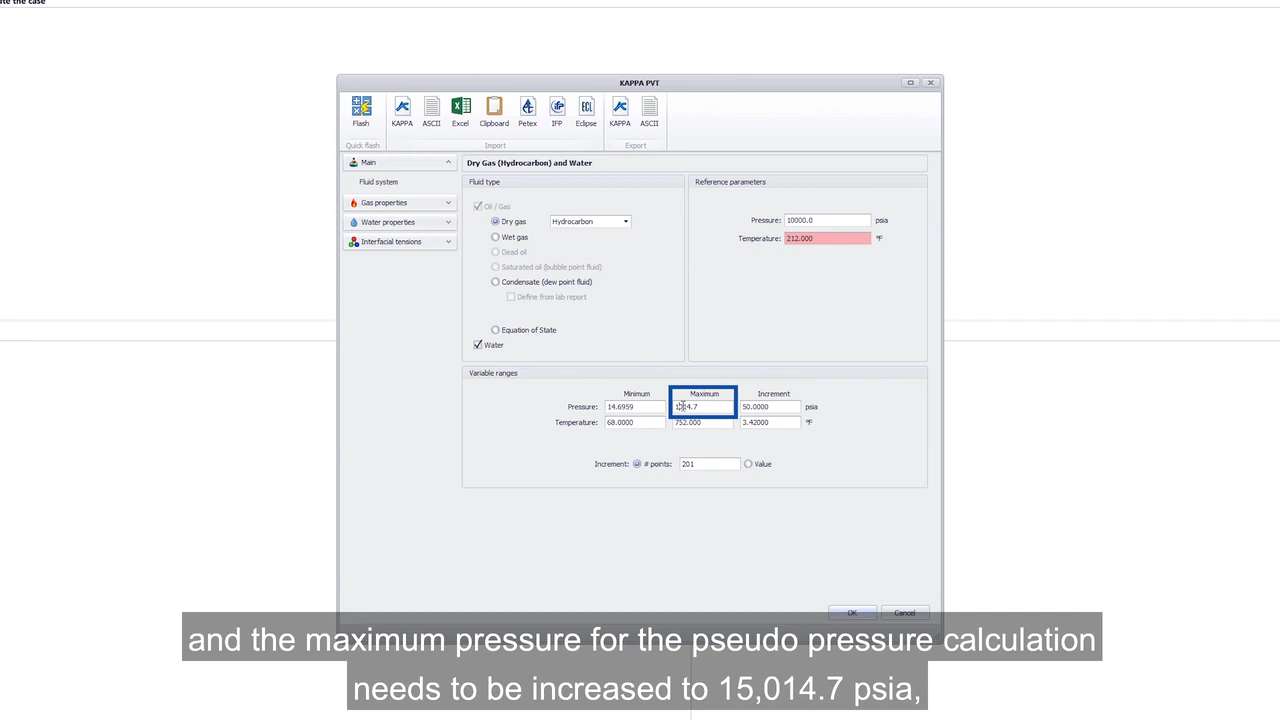 ate the case
KAPPA PVT
Flash
KAPPA
ASCII
Excel
Clipboard
Petex
IFP
Eclipse
KAPPA
ASCII
Quick flash
Import
Export
Main
Fluid system
Gas properties
Water properties
Interfacial tensions
Dry Gas (Hydrocarbon) and Water
Fluid type
Oil / Gas
Dry gas
Hydrocarbon
Wet gas
Dead oil
Saturated oil (bubble point fluid)
Condensate (dew point fluid)
Define from lab report
Equation of State
Water
Reference parameters
Pressure: 10000.0 psia
Temperature: 212.000 °F
Variable ranges
Minimum Maximum Increment
Pressure: 14.6959 50.0000 psia
Temperature: 68.0000 752.000 3.42000 °F
Increment: # points: 201 Value
OK Cancel
and the maximum pressure for the pseudo pressure calculation
needs to be increased to 15,014.7 psia,